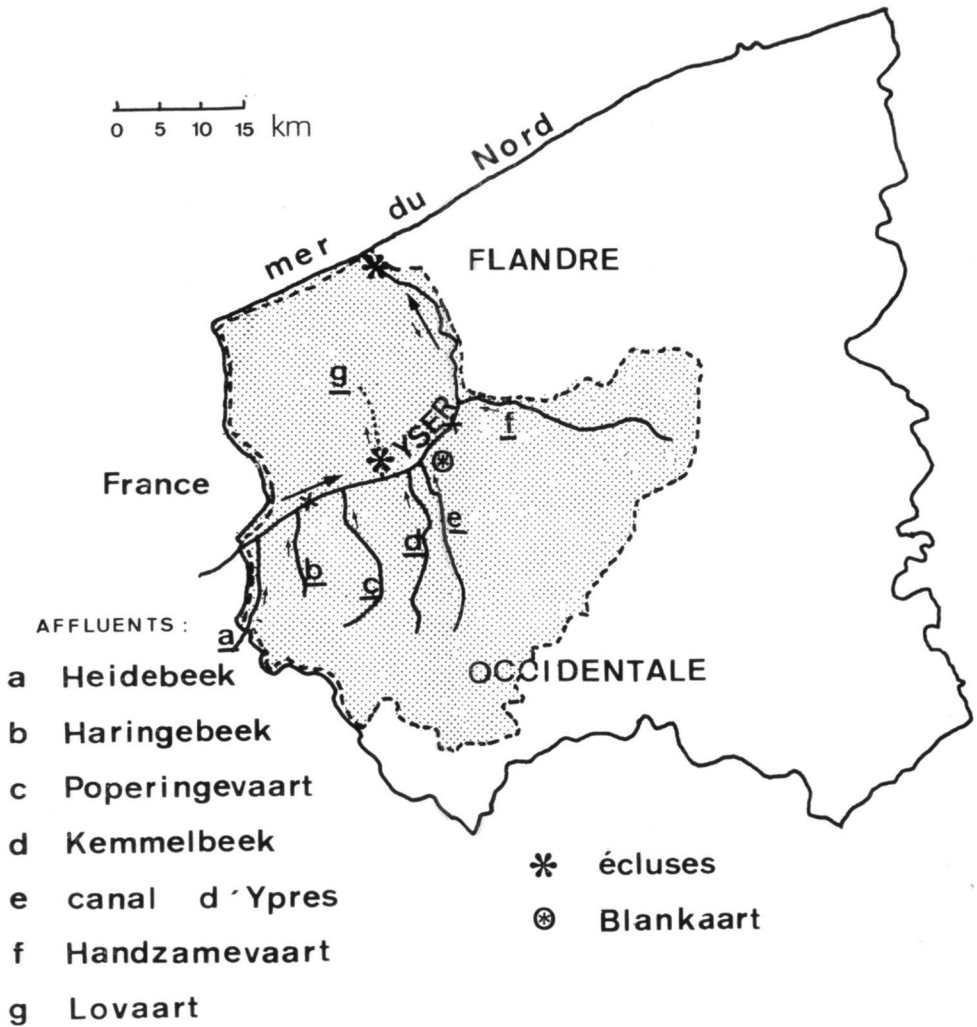 0 5 10 15 km
mer du Nord
FLANDRE
g
YSER
f
France
e
d
b
c
a
OCCIDENTALE
AFFLUENTS :
a Heidebeek
b Haringebeek
c Poperingevaart
d Kemmelbeek
e canal d'Ypres
f Handzamevaart
g Lovaart
* écluses
Blankaart